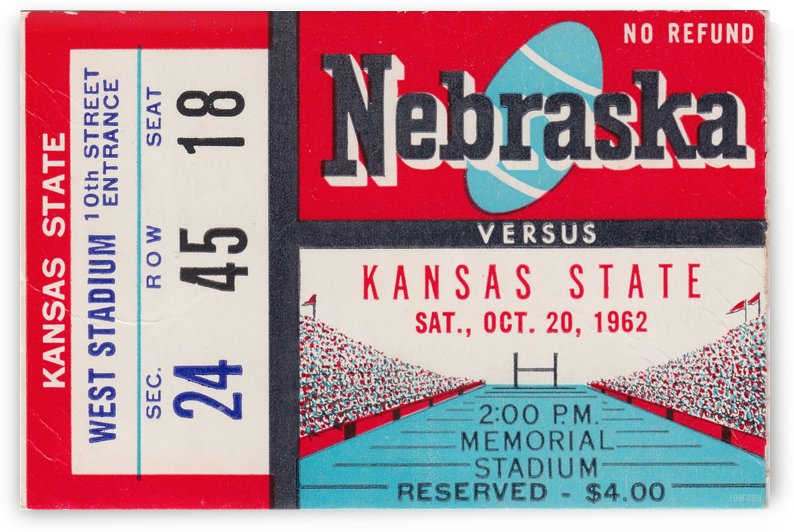 KANSAS STATE
WEST STADIUM
10th STREET
ENTRANCE
SEC. ROW SEAT
24 45 18
NO REFUND
Nebraska
VERSUS
KANSAS STATE
SAT., OCT. 20, 1962
2:00 P.M.
MEMORIAL
STADIUM
RESERVED - $4.00